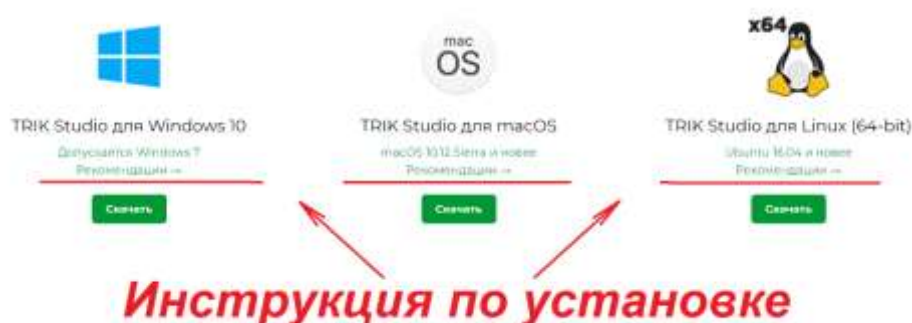 x64
mac
OS
TRIK Studio для Windows 10
TRIK Studio для macOS
TRIK Studio для Linux (64-bit)
Допускается Windows 7
macOS 10.12 Sierra и новее
Ubuntu 16.04 и новее
Рекомендации →
Рекомендации →
Рекомендации →
Скачать
Скачать
Скачать
Инструкция по установке